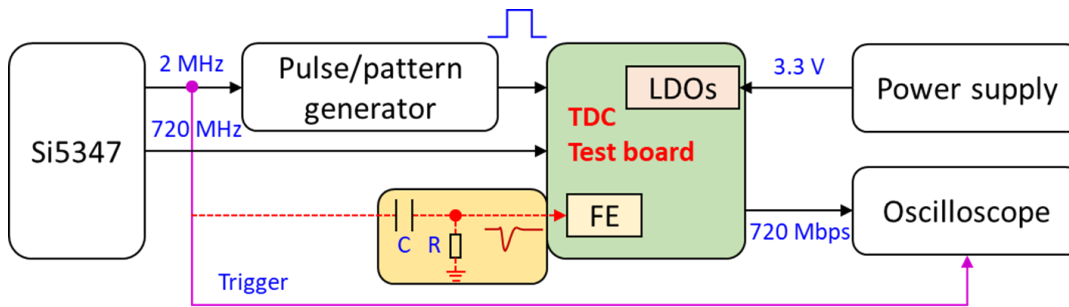 2 MHz
Pulse/pattern
generator
LDOs
3.3 V
Power supply
Si5347
720 MHz
TDC
Test board
C
R
FE
720 Mbps
Oscilloscope
Trigger